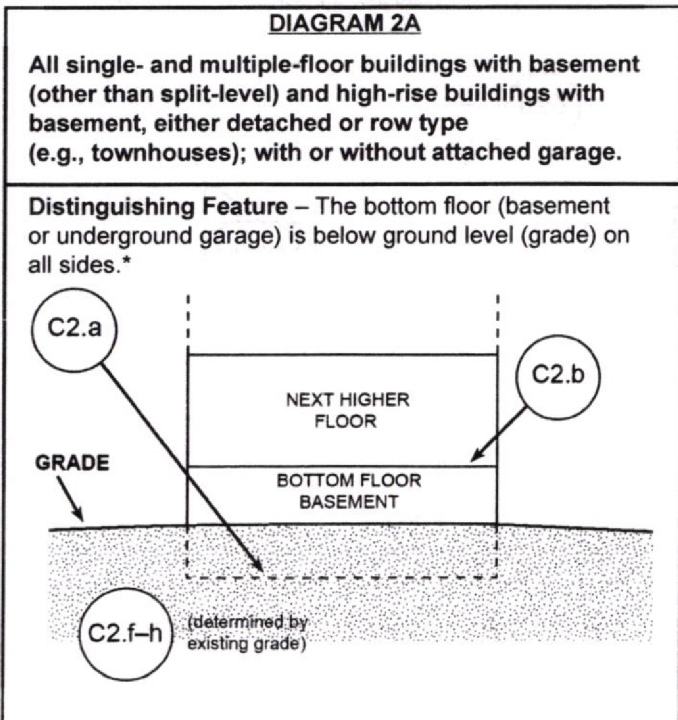 DIAGRAM 2A
All single- and multiple-floor buildings with basement
(other than split-level) and high-rise buildings with
basement, either detached or row type
(e.g., townhouses); with or without attached garage.
Distinguishing Feature – The bottom floor (basement
or underground garage) is below ground level (grade) on
all sides.*
C2.a
C2.b
NEXT HIGHER
FLOOR
GRADE
BOTTOM FLOOR
BASEMENT
C2.f–h
(determined by
existing grade)